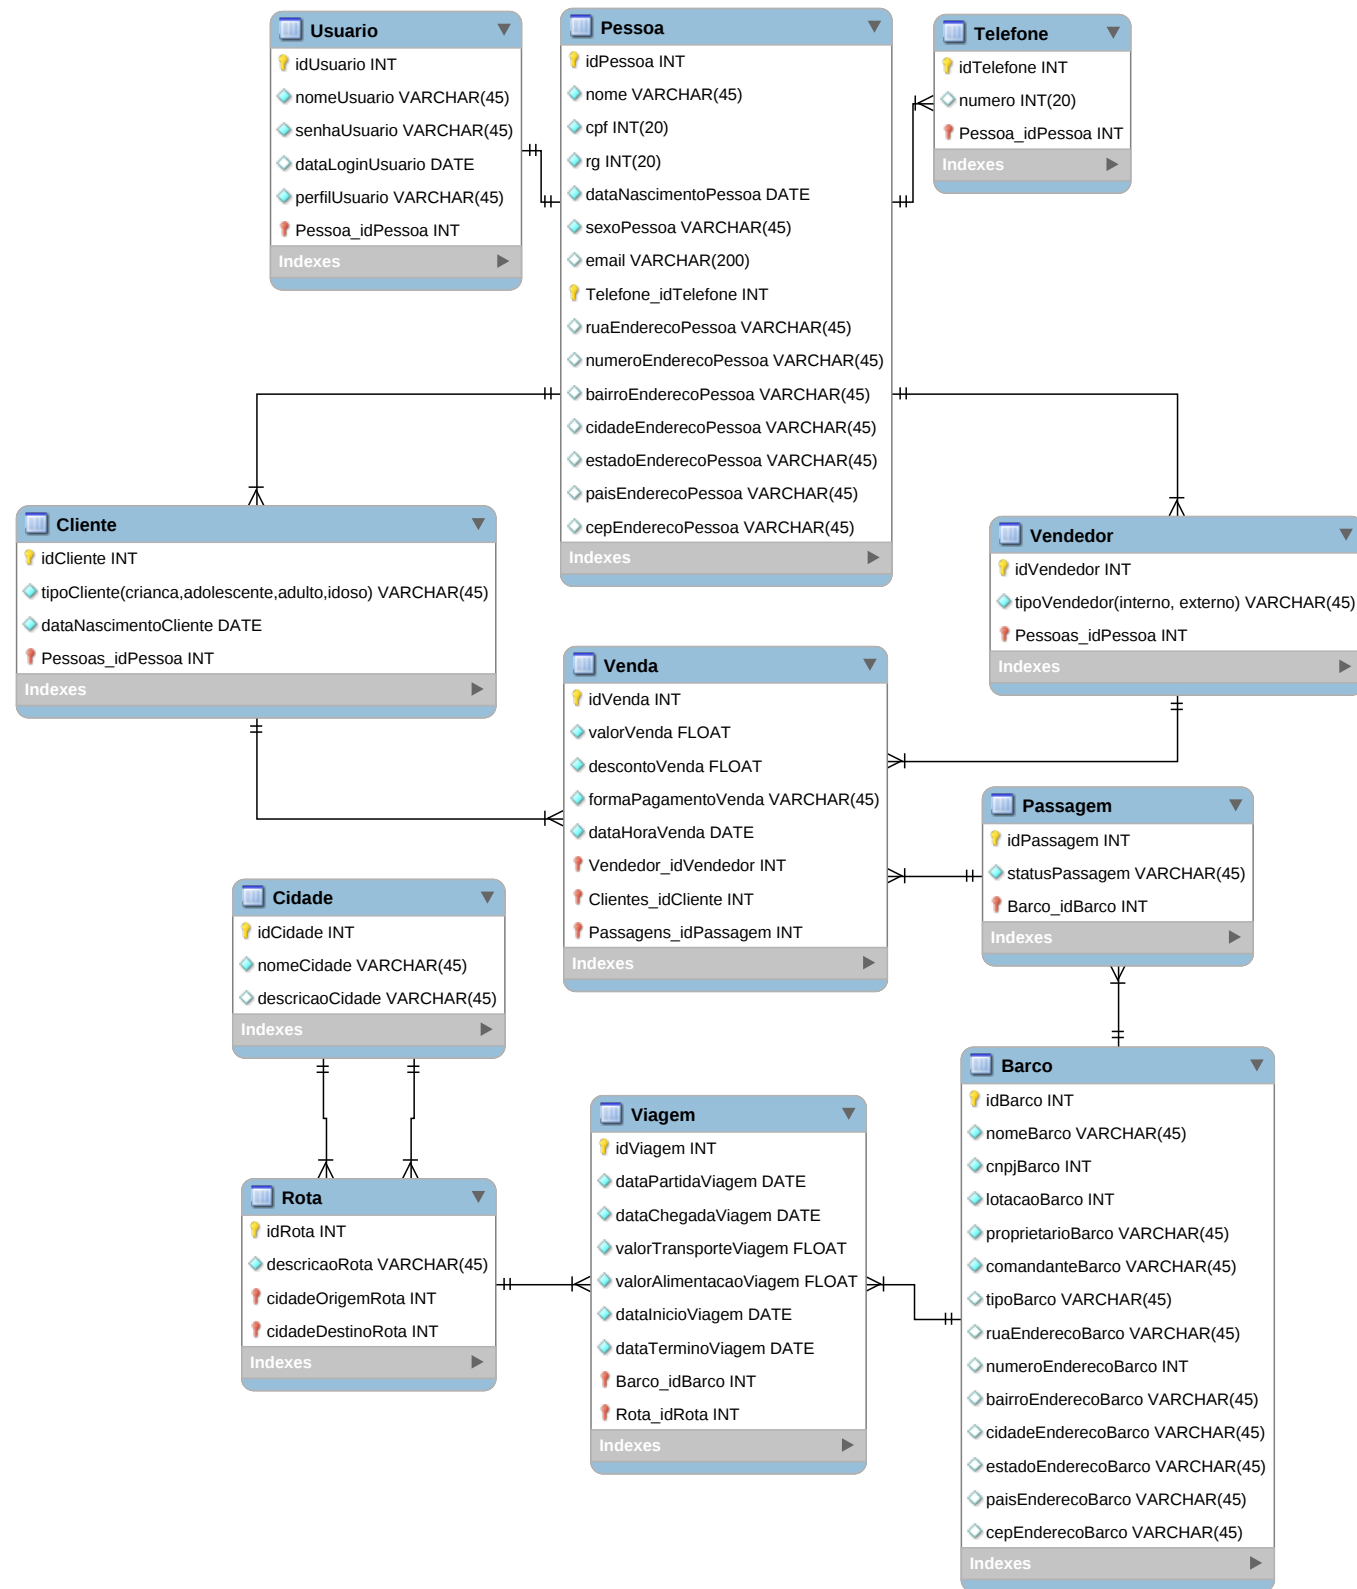 Usuario
idUsuario INT
nomeUsuario VARCHAR(45)
senhaUsuario VARCHAR(45)
dataLoginUsuario DATE
perfilUsuario VARCHAR(45)
Pessoa_idPessoa INT
Indexes
Pessoa
idPessoa INT
nome VARCHAR(45)
cpf INT(20)
rg INT(20)
dataNascimentoPessoa DATE
sexoPessoa VARCHAR(45)
email VARCHAR(200)
Telefone_idTelefone INT
ruaEnderecoPessoa VARCHAR(45)
numeroEnderecoPessoa VARCHAR(45)
bairroEnderecoPessoa VARCHAR(45)
cidadeEnderecoPessoa VARCHAR(45)
estadoEnderecoPessoa VARCHAR(45)
paisEnderecoPessoa VARCHAR(45)
cepEnderecoPessoa VARCHAR(45)
Indexes
Telefone
idTelefone INT
numero INT(20)
Pessoa_idPessoa INT
Indexes
Cliente
idCliente INT
tipoCliente(crianca,adolescente,adulto,idoso) VARCHAR(45)
dataNascimentoCliente DATE
Pessoas_idPessoa INT
Indexes
Vendedor
idVendedor INT
tipoVendedor(interno, externo) VARCHAR(45)
Pessoas_idPessoa INT
Indexes
Venda
idVenda INT
valorVenda FLOAT
descontoVenda FLOAT
formaPagamentoVenda VARCHAR(45)
dataHoraVenda DATE
Vendedor_idVendedor INT
Clientes_idCliente INT
Passagens_idPassagem INT
Indexes
Passagem
idPassagem INT
statusPassagem VARCHAR(45)
Barco_idBarco INT
Indexes
Cidade
idCidade INT
nomeCidade VARCHAR(45)
descricaoCidade VARCHAR(45)
Indexes
Rota
idRota INT
descricaoRota VARCHAR(45)
cidadeOrigemRota INT
cidadeDestinoRota INT
Indexes
Viagem
idViagem INT
dataPartidaViagem DATE
dataChegadaViagem DATE
valorTransporteViagem FLOAT
valorAlimentacaoViagem FLOAT
dataInicioViagem DATE
dataTerminoViagem DATE
Barco_idBarco INT
Rota_idRota INT
Indexes
Barco
idBarco INT
nomeBarco VARCHAR(45)
cnpjBarco INT
lotacaoBarco INT
proprietarioBarco VARCHAR(45)
comandanteBarco VARCHAR(45)
tipoBarco VARCHAR(45)
ruaEnderecoBarco VARCHAR(45)
numeroEnderecoBarco INT
bairroEnderecoBarco VARCHAR(45)
cidadeEnderecoBarco VARCHAR(45)
estadoEnderecoBarco VARCHAR(45)
paisEnderecoBarco VARCHAR(45)
cepEnderecoBarco VARCHAR(45)
Indexes